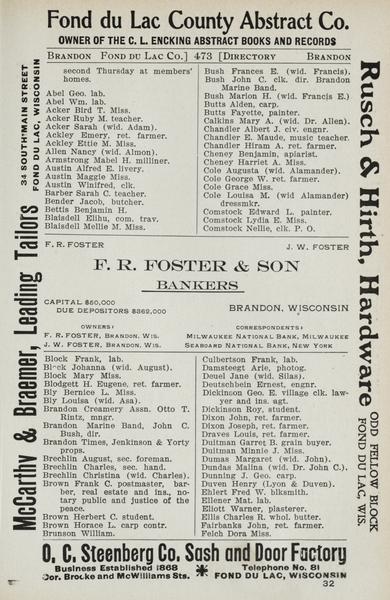 Fond du Lac County Abstract Co.
OWNER OF THE C. L. ENCKING ABSTRACT BOOKS AND RECORDS
BRANDON FOND DU LAC CO.] 473 [DIRECTORY BRANDON
second Thursday at members'
homes.
Abel Geo. lab.
Abel Wm. lab.
Acker Bird T. Miss.
Acker Ruby M. teacher.
Acker Sarah (wid. Adam).
Ackley Emery, ret. farmer.
Ackley Ettie M. Miss.
Allen Nancy (wid. Almon).
Armstrong Mabel H. milliner.
Austin Alfred E. livery.
Austin Maggie Miss.
Austin Winifred, clk.
Barber Sarah C. teacher.
Bender Jacob, butcher.
Bettis Benjamin H.
Blaisdell Elihu, com. trav.
Blaisdell Mellie M. Miss.
Bush Frances E. (wid. Francis).
Bush John C. clk. dir. Brandon
Marine Band.
Bush Marion H. (wid. Francis E.)
Butts Alden, carp.
Butts Fayette, painter.
Calkins Mary A. (wid. Dr. Allen).
Chandler Albert J. civ. engnr.
Chandler E. Maude, music teacher.
Chandler Hiram A. ret. farmer.
Cheney Benjamin, apiarist.
Cheney Harriet A. Miss.
Cole Augusta (wid. Alamander).
Cole George W. ret. farmer.
Cole Grace Miss.
Cole Louisa M. (wid Alamander)
dressmkr.
Comstock Edward L. painter.
Comstock Lydia E. Miss.
Comstock Nellie, clk. P. O.
F. R. FOSTER J. W. FOSTER
F. R. FOSTER & SON
BANKERS
CAPITAL $50,000
DUE DEPOSITORS $362,000
BRANDON, WISCONSIN
OWNERS:
F. R. FOSTER, BRANDON, WIS.
J. W. FOSTER, BRANDON, WIS.
CORRESPONDENTS:
MILWAUKEE NATIONAL BANK, MILWAUKEE
SEABOARD NATIONAL BANK, NEW YORK
Block Frank, lab.
Block Johanna (wid. August).
Block Mary Miss.
Blodgett H. Eugene, ret. farmer.
Bly Bernice L. Miss.
Bly Louisa (wid. Asa).
Brandon Creamery Assn. Otto T.
Rintz, mngr.
Brandon Marine Band, John C.
Bush, dir.
Brandon Times, Jenkinson & Yorty
props.
Brechlin August, sec. foreman.
Brechlin Charles, sec. hand.
Brechlin Christina (wid. Charles).
Brown Frank C. postmaster, bar-
ber, real estate and ins., no-
tary public and justice of the
peace.
Brown Herbert C. student.
Brown Horace L. carp contr.
Brunson William.
Culbertson Frank, lab.
Damsteegt Arie, photog.
Deuel Jane (wid. Silas).
Deutschbein Ernest, engnr.
Dickinson Geo. E. village clk. law-
yer and ins. agt.
Dickinson Roy, student.
Dixon John, ret. farmer.
Dixon Joseph, ret. farmer.
Draves Louis, ret. farmer.
Duitman Garret B. grain buyer.
Duitman Minnie J. Miss.
Dumas Margaret (wid. John).
Dundas Malina (wid. Dr. John C.).
Dunning J. Geo. carp.
Duven Henry (Lyon & Duven).
Ehlert Fred W. blksmith.
Ellener Mat. lab.
Elliott Warner, plasterer.
Ellis Charles R. whol. butter.
Fairbanks John, ret. farmer.
Felch Dora Miss.
O. C. Steenberg Co. Sash and Door Factory
Business Established 1868
Cor. Brooke and McWilliams Sts.
Telephone No. 81
FOND DU LAC, WISCONSIN
32
McCarthy & Braemer, Leading Tailors
34 SOUTH MAIN STREET
FOND DU LAC, WISCONSIN
Rusch & Hirth, Hardware
ODD FELLOW BLOCK
FOND DU LAC, WIS.